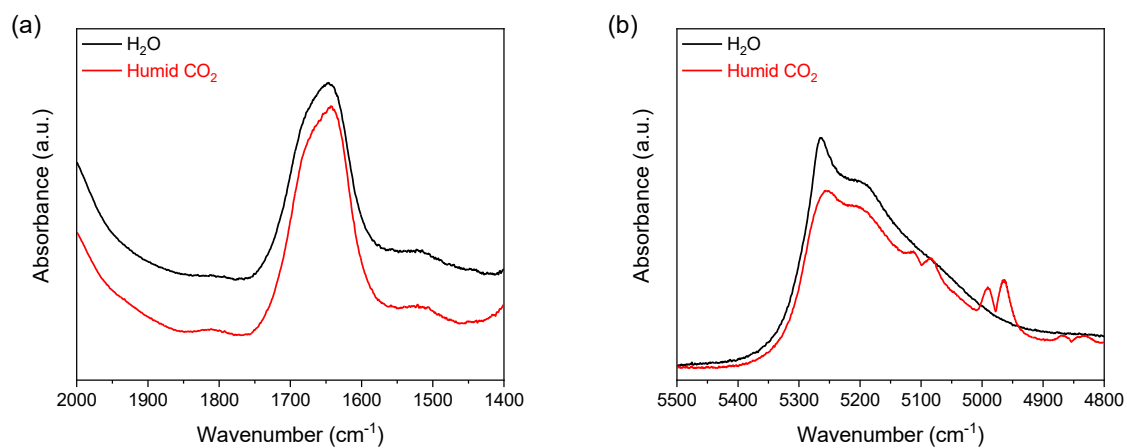 (a)
H₂O
Humid CO₂
Absorbance (a.u.)
2000 1900 1800 1700 1600 1500 1400
Wavenumber (cm⁻¹)
(b)
H₂O
Humid CO₂
Absorbance (a.u.)
5500 5400 5300 5200 5100 5000 4900 4800
Wavenumber (cm⁻¹)